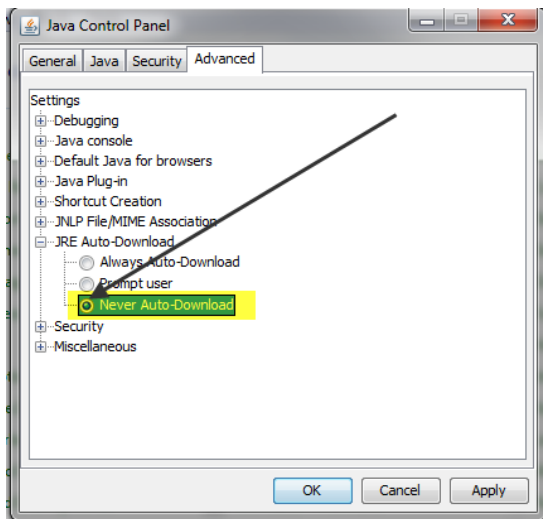 Java Control Panel
General Java Security Advanced
Settings
Debugging
Java console
Default Java for browsers
Java Plug-in
Shortcut Creation
JNLP File/MIME Association
JRE Auto-Download
Always Auto-Download
Prompt user
Never Auto-Download
Security
Miscellaneous
OK Cancel Apply